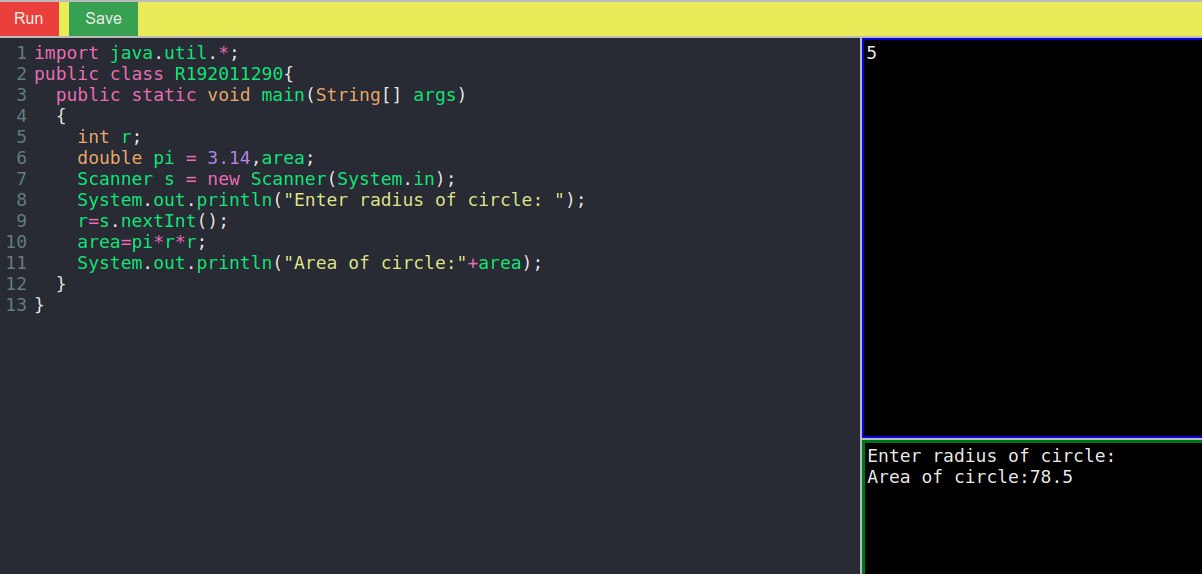 Run Save
1 import java.util.*;
2 public class R192011290{
3   public static void main(String[] args)
4   {
5     int r;
6     double pi = 3.14,area;
7     Scanner s = new Scanner(System.in);
8     System.out.println("Enter radius of circle: ");
9     r=s.nextInt();
10     area=pi*r*r;
11     System.out.println("Area of circle:"+area);
12   }
13 }
5
Enter radius of circle:
Area of circle:78.5